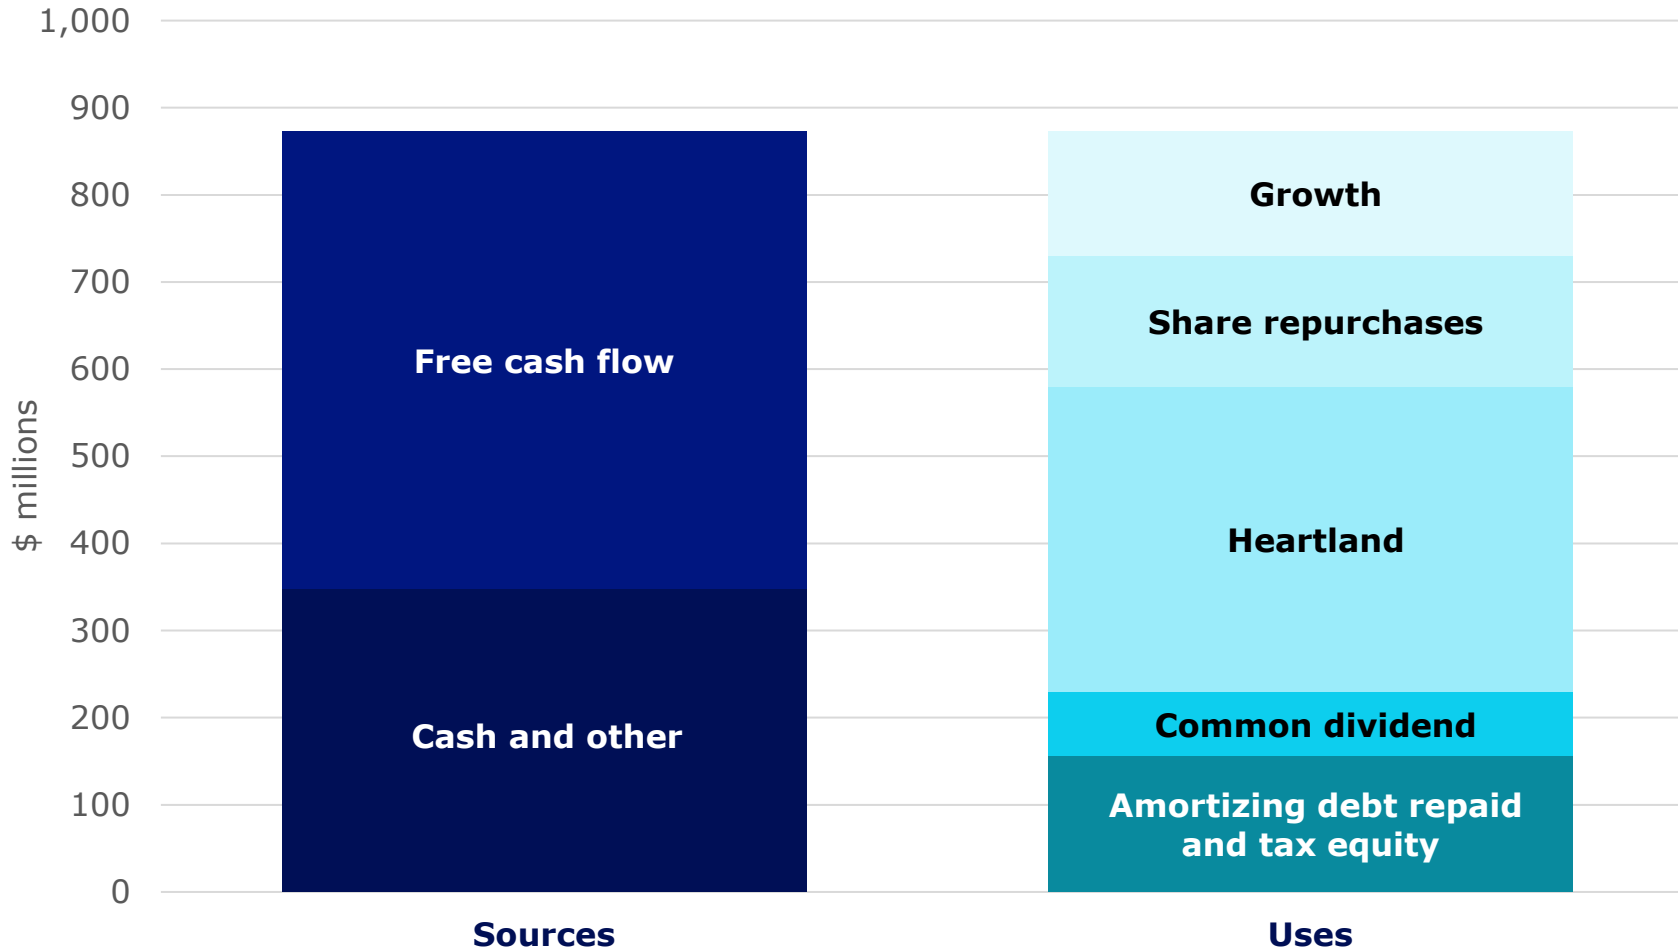 $ millions
1,000
900
800
700
600
500
400
300
200
100
0
Free cash flow
Cash and other
Growth
Share repurchases
Heartland
Common dividend
Amortizing debt repaid
and tax equity
Sources
Uses